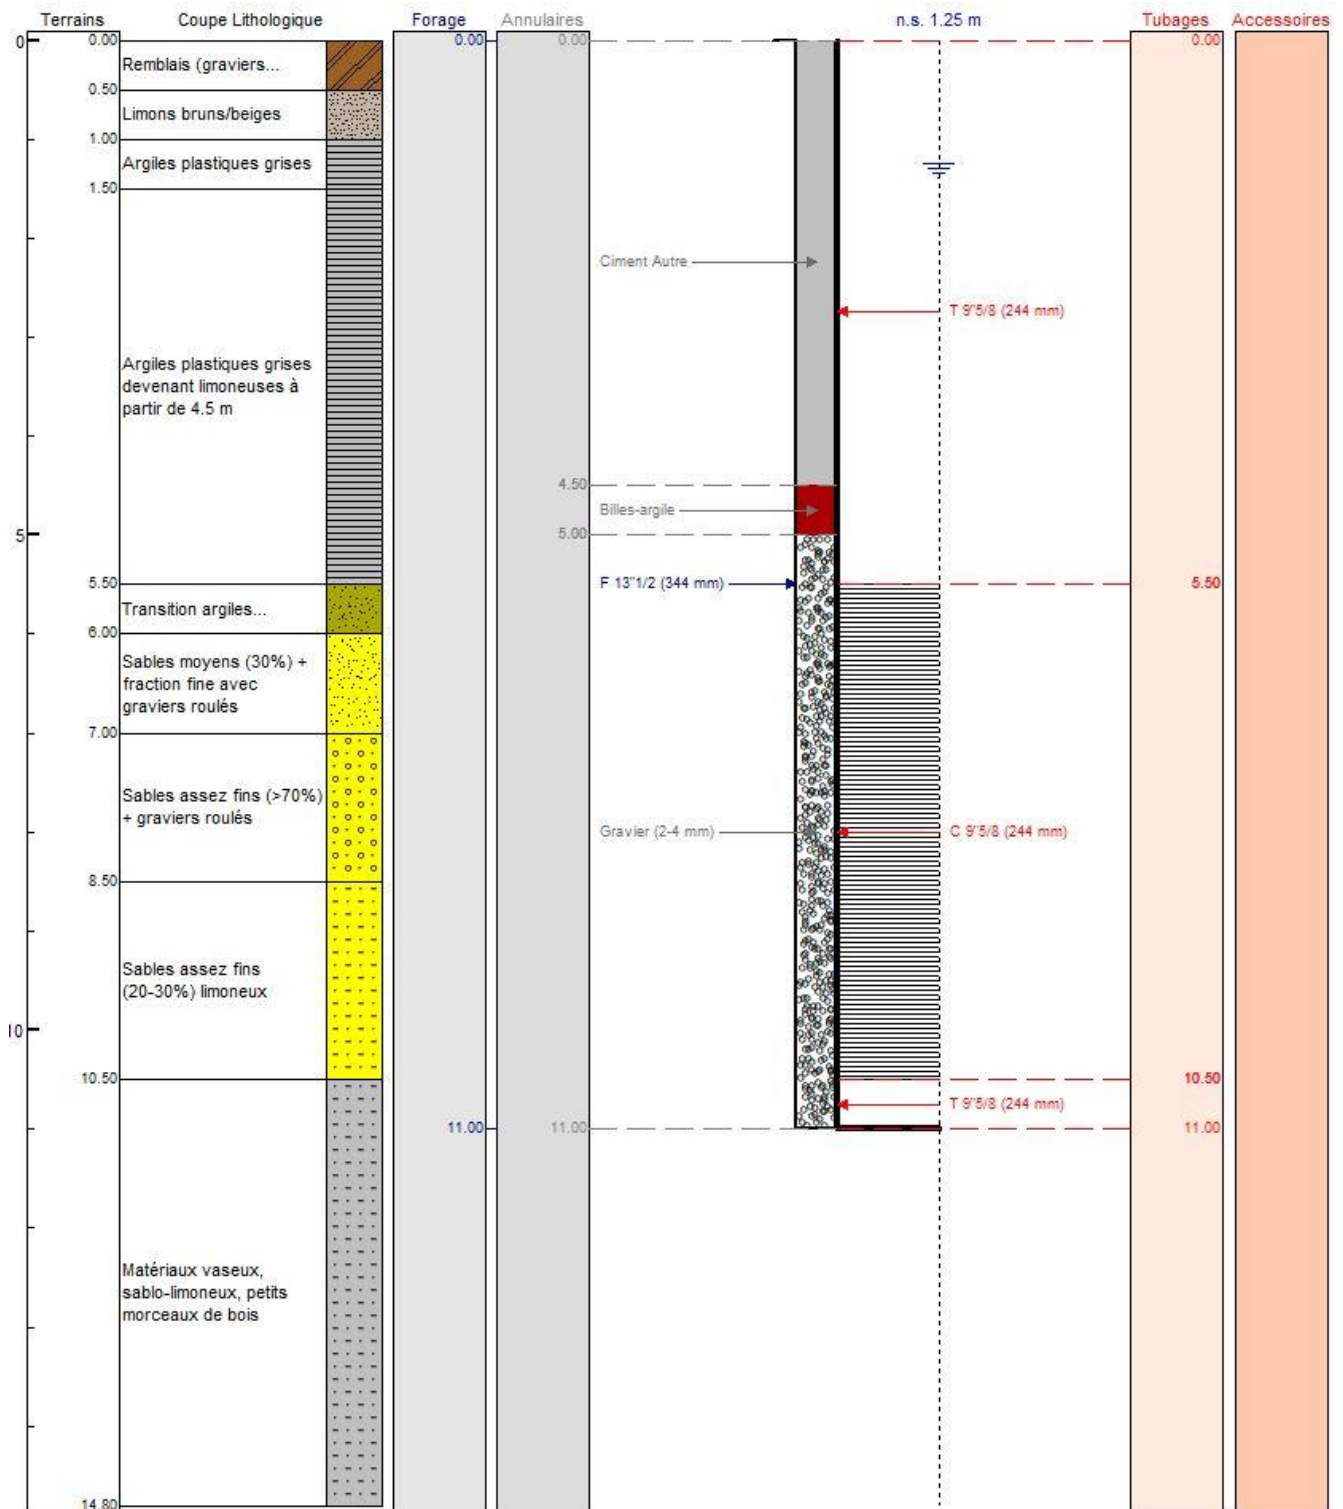 Terrains Coupe Lithologique Forage Annulaires n.s. 1.25 m Tubages Accessoires
0 0.00 0.00 0.00 0.00
Remblais (graviers...
0.50
Limons bruns/beiges
1.00
Argiles plastiques grises
1.50
Ciment Autre
T 9"5/8 (244 mm)
Argiles plastiques grises
devenant limoneuses à
partir de 4.5 m
4.50
Billes-argile
5 5.00
5.50 F 13"1/2 (344 mm) 5.50
Transition argiles...
6.00
Sables moyens (30%) +
fraction fine avec
graviers roulés
7.00
Sables assez fins (>70%)
+ graviers roulés
Gravier (2-4 mm) C 9"5/8 (244 mm)
8.50
Sables assez fins
(20-30%) limoneux
10
10.50 10.50
T 9"5/8 (244 mm)
11.00 11.00 11.00
Matériaux vaseux,
sablo-limoneux, petits
morceaux de bois
14.80